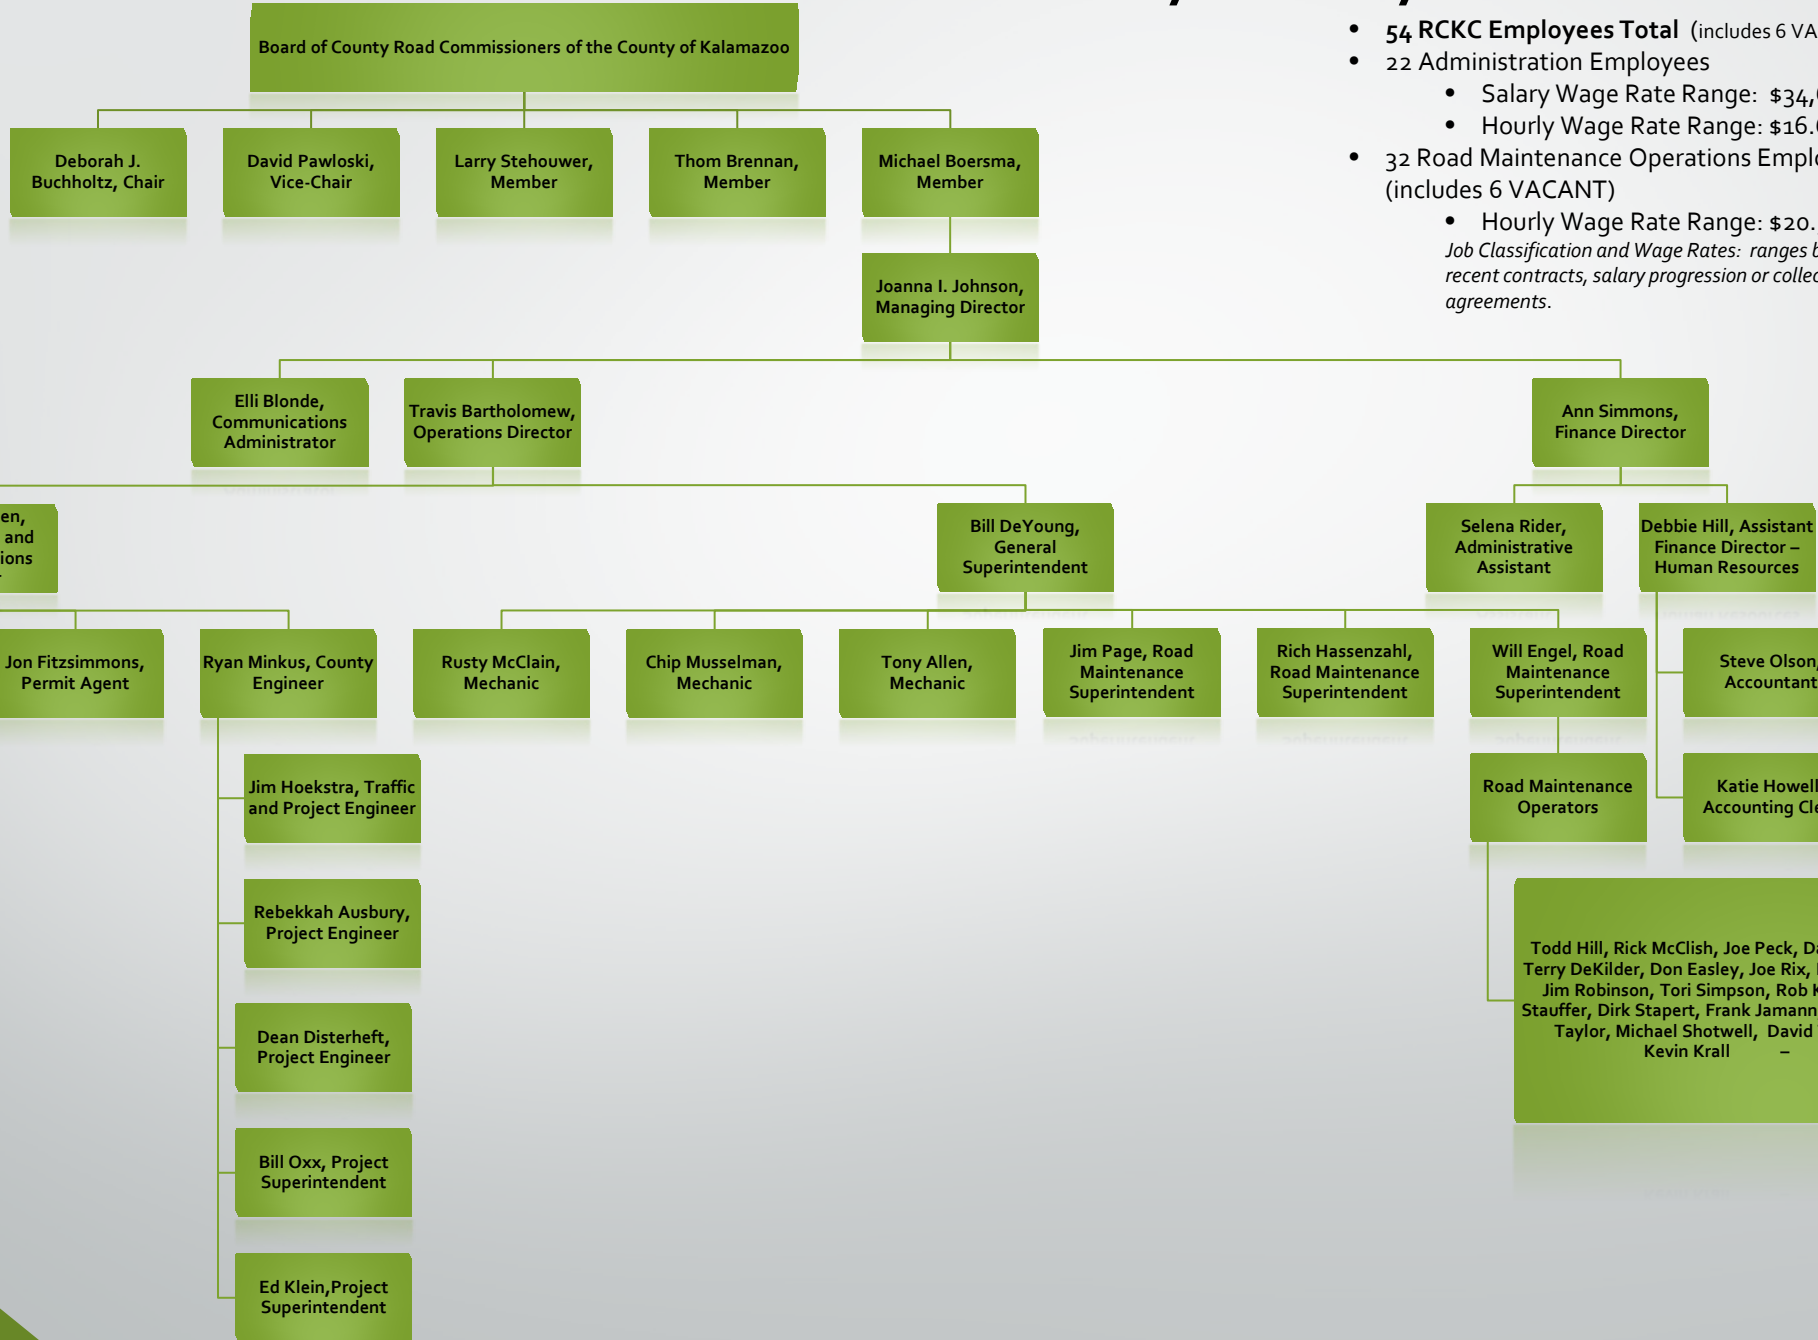 Board of County Road Commissioners of the County of Kalamazoo
• 54 RCKC Employees Total (includes 6
• 22 Administration Employees
• Salary Wage Rate Range:
• Hourly Wage Rate Range:
• 32 Road Maintenance Operations
(includes 6 VACANT)
• Hourly Wage Rate Range:
Job Classification and Wage Rates: ranges
recent contracts, salary progression or
agreements.
Deborah J.
Buchholtz, Chair
David Pawloski,
Vice-Chair
Larry Stehouwer,
Member
Thom Brennan,
Member
Michael Boersma,
Member
Joanna I. Johnson,
Managing Director
Elli Blonde,
Communications
Administrator
Travis Bartholomew,
Operations Director
Ann Simmons,
Finance Director
and
Bill DeYoung,
General
Superintendent
Selena Rider,
Administrative
Assistant
Debbie Hill, Assistant
Finance Director –
Human Resources
Jon Fitzsimmons,
Permit Agent
Ryan Minkus, County
Engineer
Rusty McClain,
Mechanic
Chip Musselman,
Mechanic
Tony Allen,
Mechanic
Jim Page, Road
Maintenance
Superintendent
Rich Hassenzahl,
Road Maintenance
Superintendent
Will Engel, Road
Maintenance
Superintendent
Steve Olson,
Accountant
Jim Hoekstra, Traffic
and Project Engineer
Road Maintenance
Operators
Katie Howell
Accounting
Rebekkah Ausbury,
Project Engineer
Todd Hill, Rick McClish, Joe Peck,
Terry DeKilder, Don Easley, Joe Rix,
Jim Robinson, Tori Simpson, Rob
Stauffer, Dirk Stapert, Frank Jamann
Taylor, Michael Shotwell, David
Kevin Krall –
Dean Disterheft,
Project Engineer
Bill Oxx, Project
Superintendent
Ed Klein,Project
Superintendent